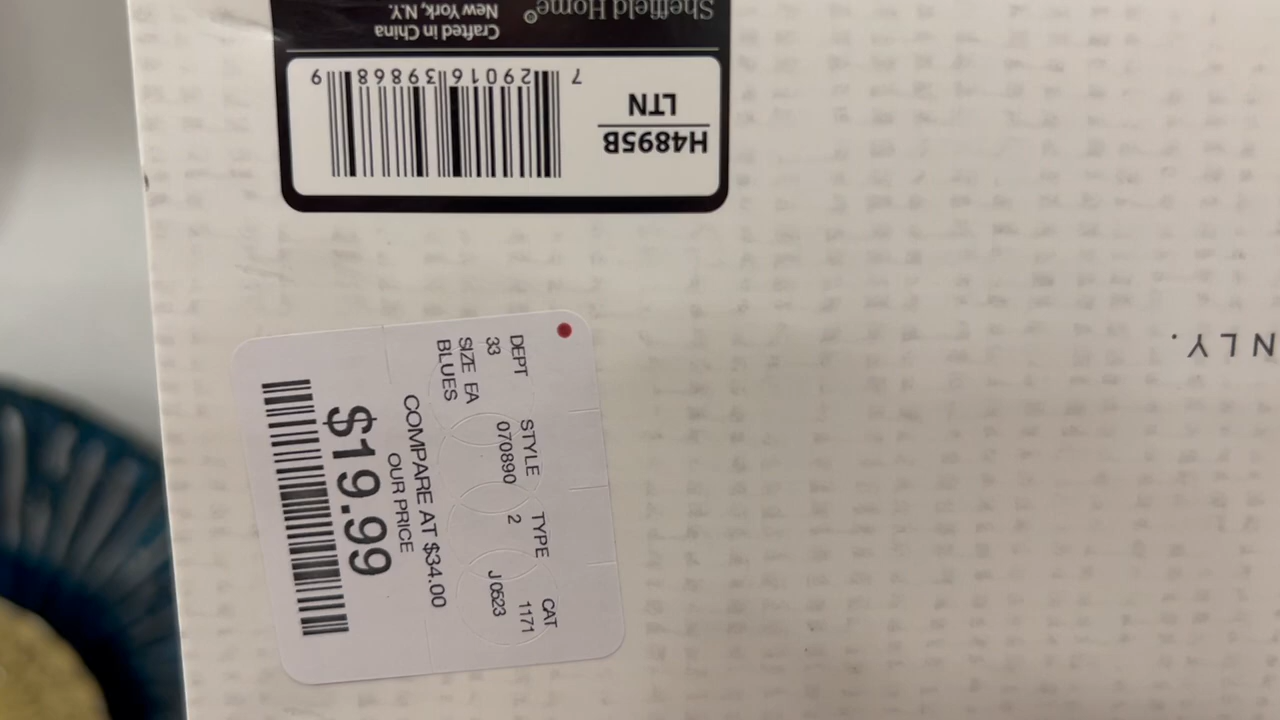 H4895B
LTN
7 29016 39868 9
Crafted in China
New York, N.Y.
Sheffield Home®
DEPT STYLE TYPE CAT
33 070890 2 1171
SIZE EA J0523
BLUES
COMPARE AT $34.00
OUR PRICE
$19.99
NLY.